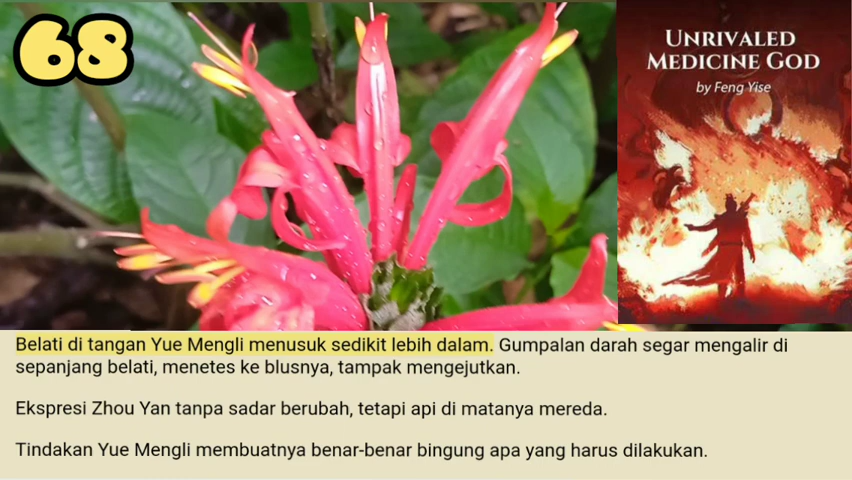 68
UNRIVALED
MEDICINE GOD
by Feng Yise
Belati di tangan Yue Mengli menusuk sedikit lebih dalam. Gumpalan darah segar mengalir di
sepanjang belati, menetes ke blusnya, tampak mengejutkan.
Ekspresi Zhou Yan tanpa sadar berubah, tetapi api di matanya mereda.
Tindakan Yue Mengli membuatnya benar-benar bingung apa yang harus dilakukan.